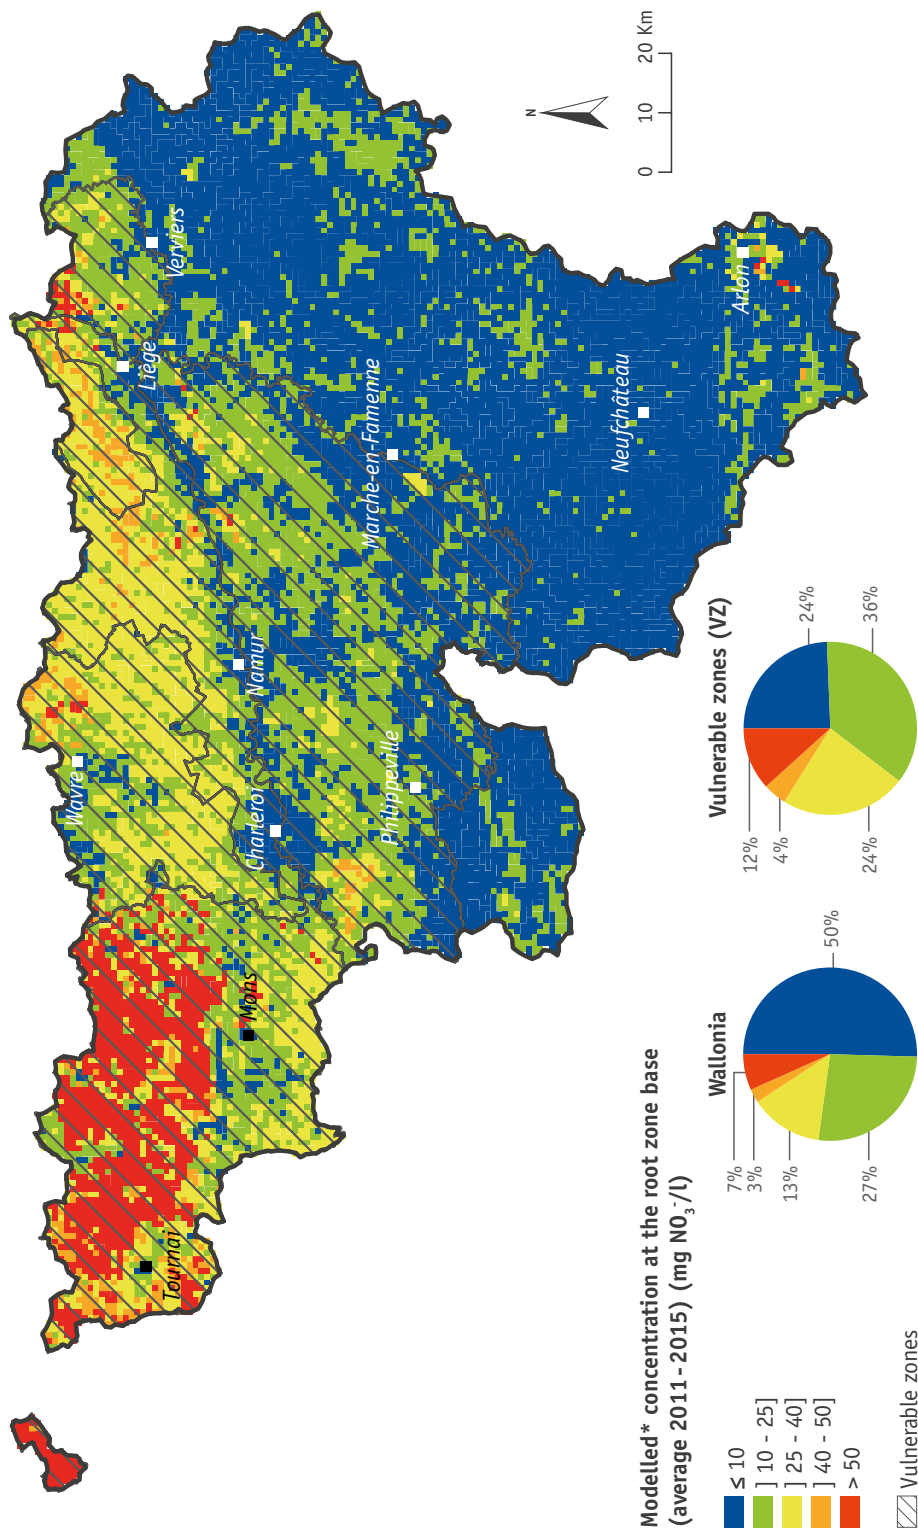 Tournai
Mons
Wavre
Charleroi
Namur
Philippeville
Liège
Verviers
Marche-en-Famenne
Neufchâteau
Arlon
N
0 10 20 Km
Modelled* concentration at the root zone base
(average 2011-2015) (mg NO₃⁻/l)
≤ 10
] 10 - 25]
] 25 - 40]
] 40 - 50]
> 50
Vulnerable zones
Wallonia
7%
3%
13%
27%
50%
Vulnerable zones (VZ)
12%
4%
24%
24%
36%